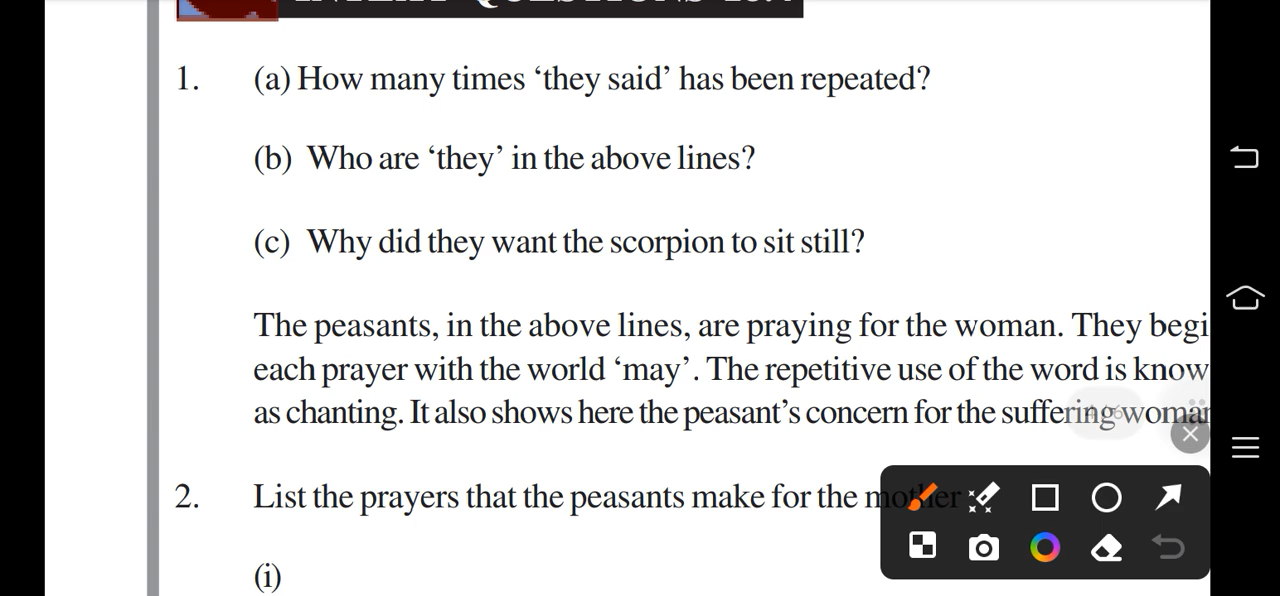 1. (a) How many times ‘they said’ has been repeated?
(b) Who are ‘they’ in the above lines?
(c) Why did they want the scorpion to sit still?
The peasants, in the above lines, are praying for the woman. They begi
each prayer with the world ‘may’. The repetitive use of the word is know
as chanting. It also shows here the peasant’s concern for the suffering woman
2. List the prayers that the peasants make for the mother
(i)